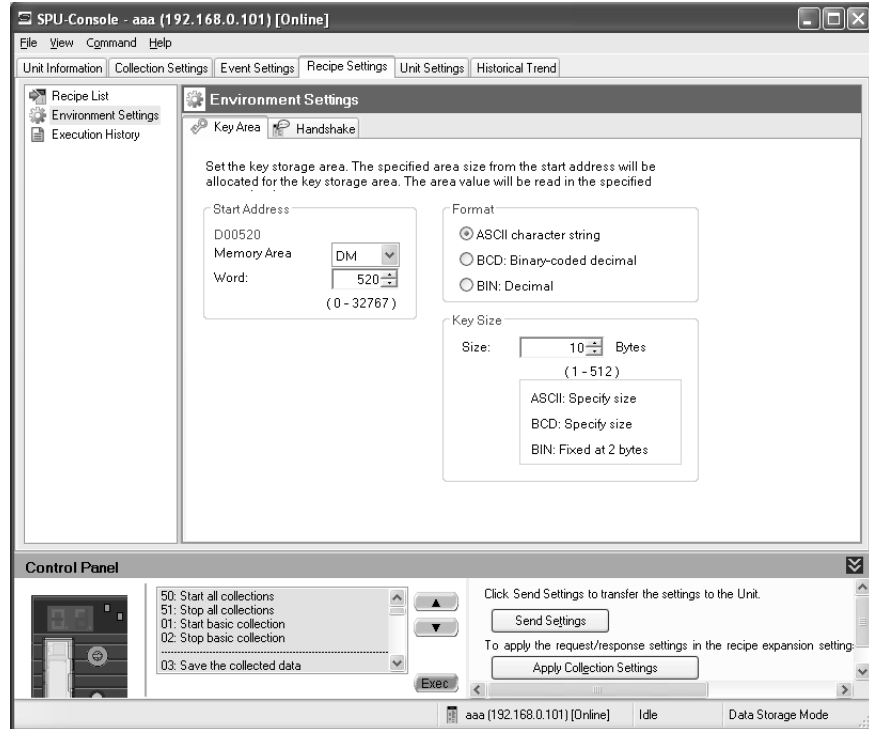 SPU-Console - aaa (192.168.0.101) [Online]
File View Command Help
Unit Information Collection Settings Event Settings Recipe Settings Unit Settings Historical Trend
Recipe List
Environment Settings
Execution History
Environment Settings
Key Area Handshake
Set the key storage area. The specified area size from the start address will be
allocated for the key storage area. The area value will be read in the specified
Start Address
D00520
Memory Area DM
Word: 520
( 0 - 32767 )
Format
ASCII character string
BCD: Binary-coded decimal
BIN: Decimal
Key Size
Size: 10 Bytes
( 1 - 512 )
ASCII: Specify size
BCD: Specify size
BIN: Fixed at 2 bytes
Control Panel
50: Start all collections
51: Stop all collections
01: Start basic collection
02: Stop basic collection
03: Save the collected data
Exec
Click Send Settings to transfer the settings to the Unit.
Send Settings
To apply the request/response settings in the recipe expansion setting
Apply Collection Settings
aaa (192.168.0.101) [Online] Idle Data Storage Mode